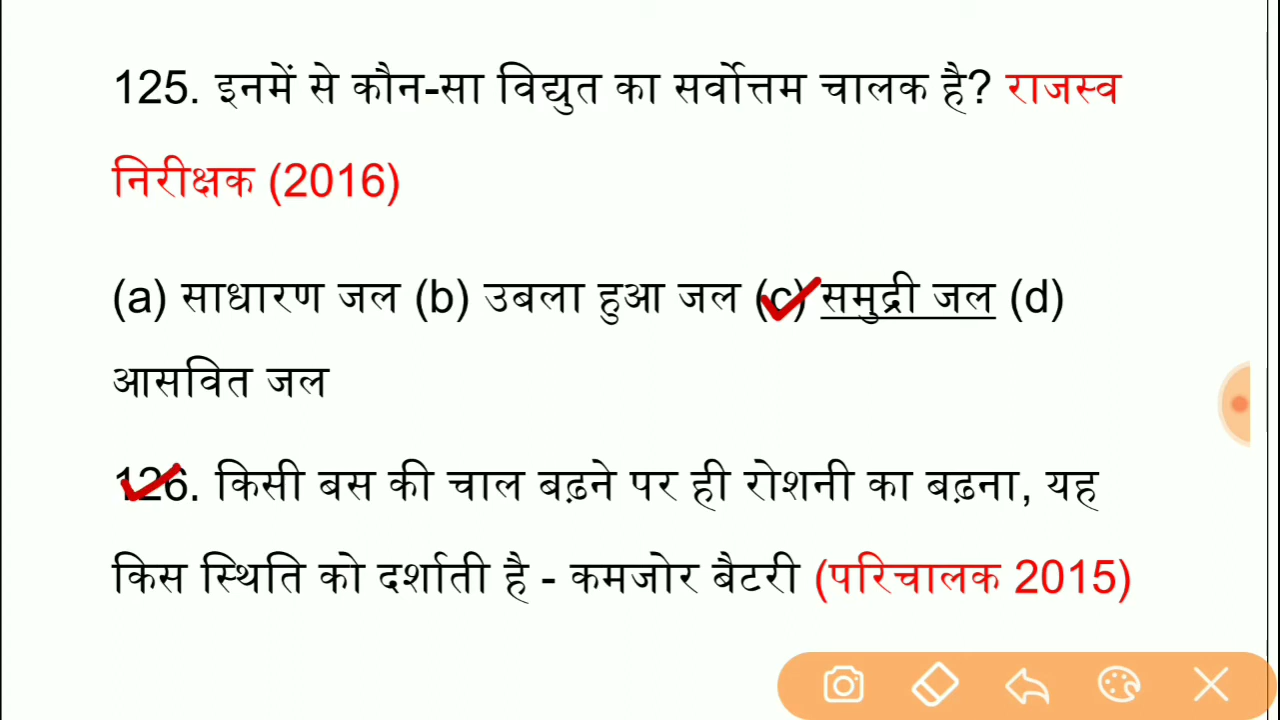 125. इनमें से कौन-सा विद्युत का सर्वोत्तम चालक है? राजस्व
निरीक्षक (2016)
(a) साधारण जल (b) उबला हुआ जल (c) समुद्री जल (d)
आसवित जल
126. किसी बस की चाल बढ़ने पर ही रोशनी का बढ़ना, यह
किस स्थिति को दर्शाती है - कमजोर बैटरी (परिचालक 2015)